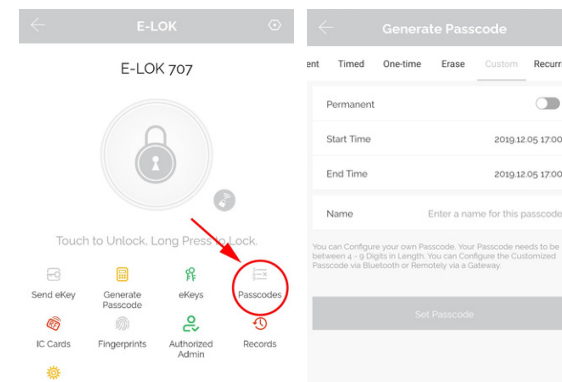 E-LOK
E-LOK 707
Touch to Unlock, Long Press to Lock.
Send eKey
Generate
Passcode
eKeys
Passcodes
IC Cards
Fingerprints
Authorized
Admin
Records
Generate Passcode
ent Timed One-time Erase Custom Recurr
Permanent
Start Time 2019.12.05 17:00
End Time 2019.12.05 17:00
Name Enter a name for this passcode
You can Configure your own Passcode. Your Passcode needs to be
between 4 - 9 Digits in Length. You can Configure the Customized
Passcode via Bluetooth or Remotely via a Gateway.
Set Passcode